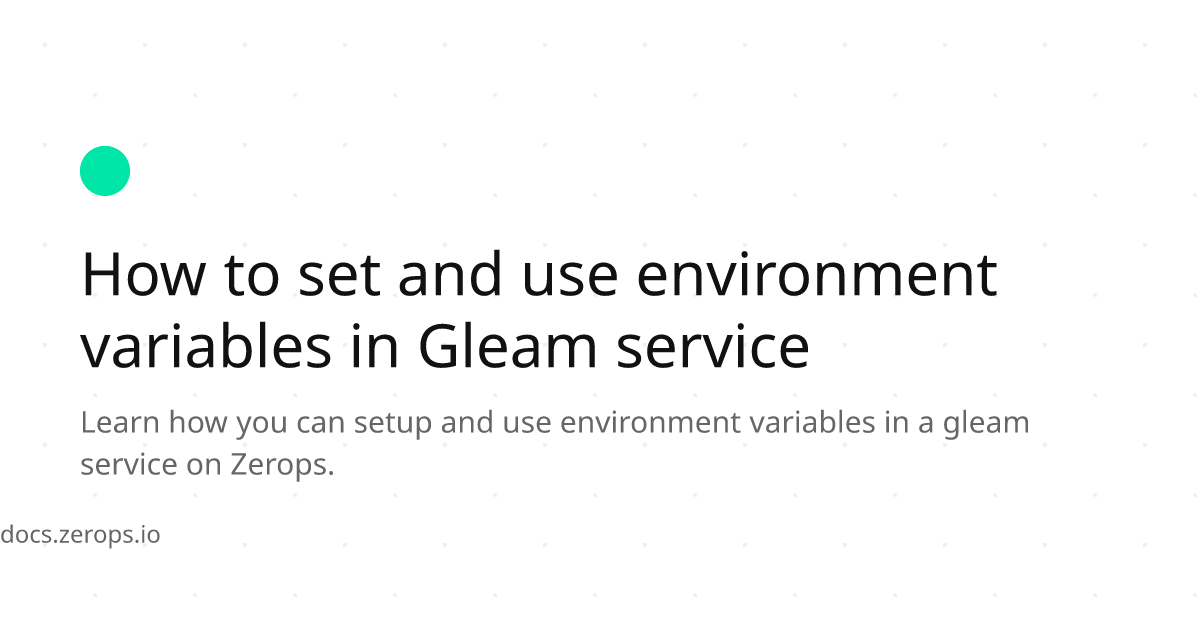 How to set and use environment
variables in Gleam service
Learn how you can setup and use environment variables in a gleam
service on Zerops.
docs.zerops.io